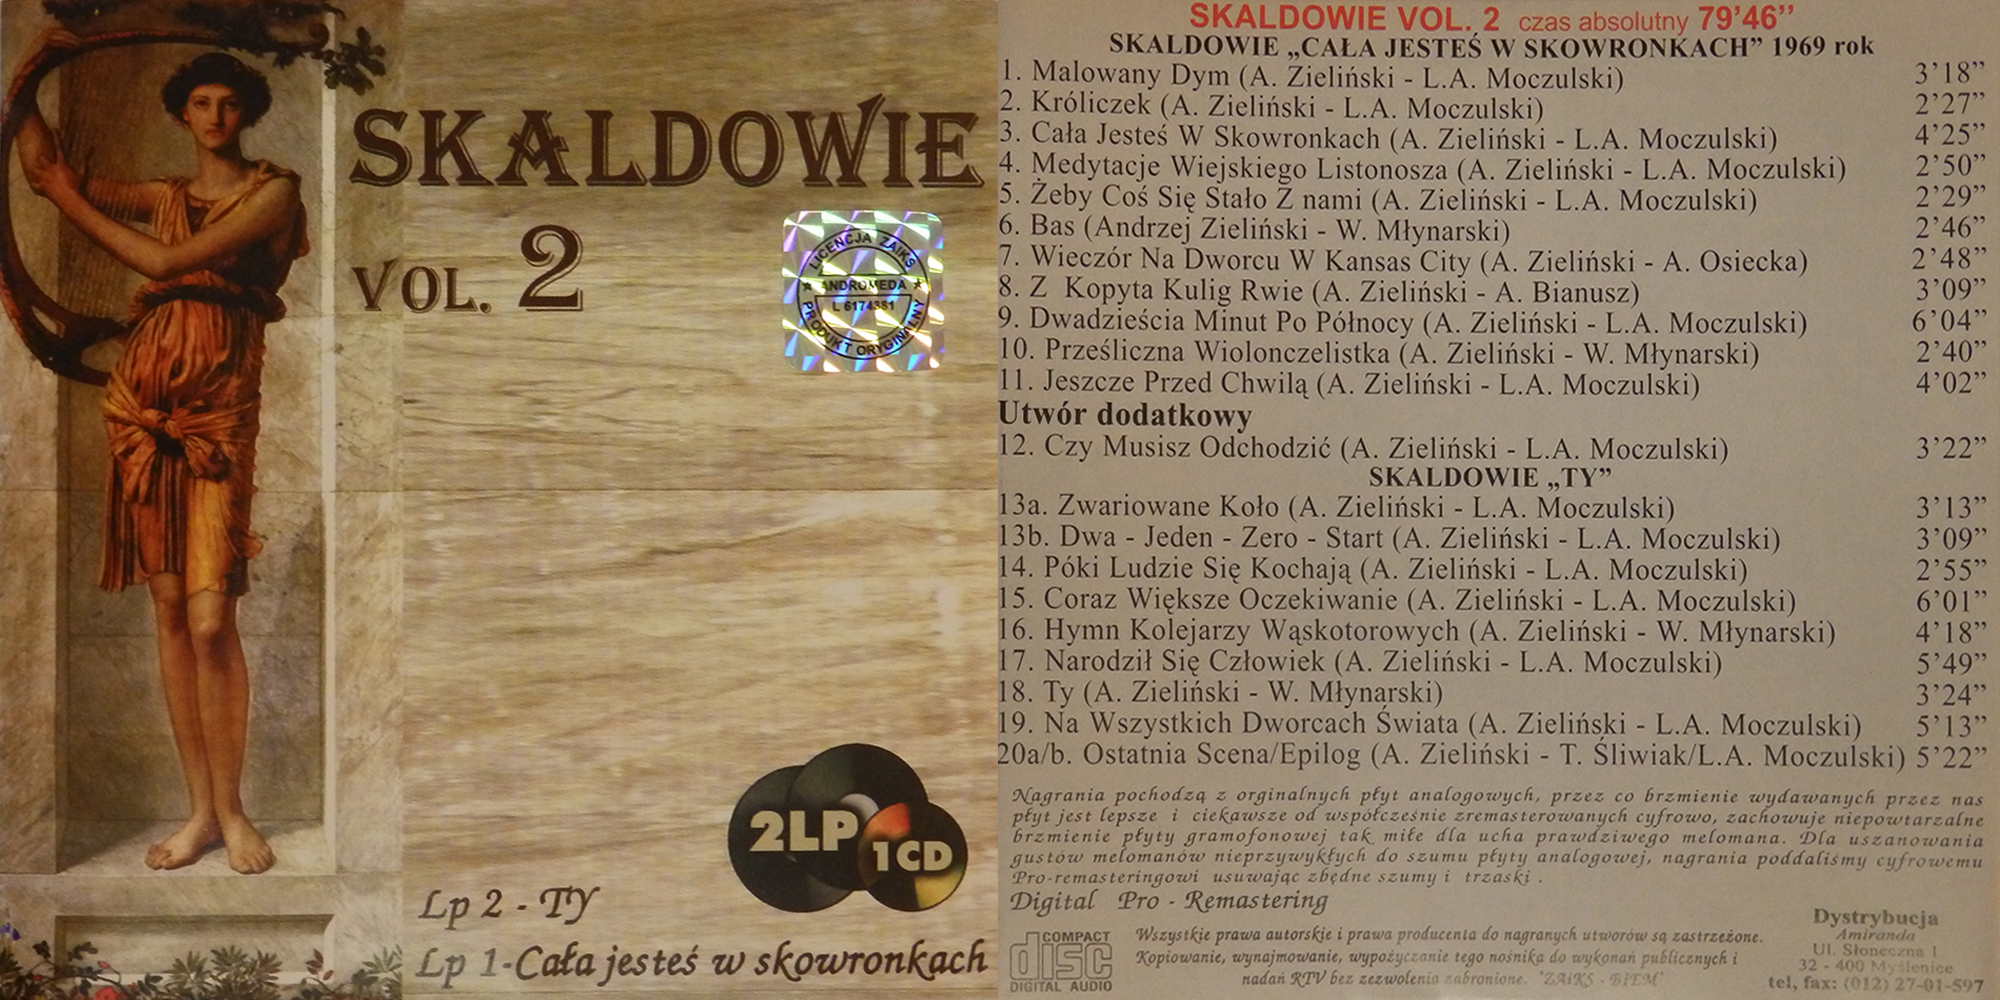 SKALDOWIE
VOL. 2
LICENCJA ZAIKS
★ ANDROMEDA ★
L 6174381
PRODUKT ORYGINALNY
2LP
1CD
Lp 2 - TY
Lp 1-Cała jesteś w skowronkach
SKALDOWIE VOL. 2 czas absolutny 79’46”
SKALDOWIE „CAŁA JESTEŚ W SKOWRONKACH” 1969 rok
1. Malowany Dym (A. Zieliński - L.A. Moczulski) 3’18”
2. Króliczek (A. Zieliński - L.A. Moczulski) 2’27”
3. Cała Jesteś W Skowronkach (A. Zieliński - L.A. Moczulski) 4’25”
4. Medytacje Wiejskiego Listonosza (A. Zieliński - L.A. Moczulski) 2’50”
5. Żeby Coś Się Stało Z nami (A. Zieliński - L.A. Moczulski) 2’29”
6. Bas (Andrzej Zieliński - W. Młynarski) 2’46”
7. Wieczór Na Dworcu W Kansas City (A. Zieliński - A. Osiecka) 2’48”
8. Z Kopyta Kulig Rwie (A. Zieliński - A. Bianusz) 3’09”
9. Dwadzieścia Minut Po Północy (A. Zieliński - L.A. Moczulski) 6’04”
10. Prześliczna Wiolonczelistka (A. Zieliński - W. Młynarski) 2’40”
11. Jeszcze Przed Chwilą (A. Zieliński - L.A. Moczulski) 4’02”
Utwór dodatkowy
12. Czy Musisz Odchodzić (A. Zieliński - L.A. Moczulski) 3’22”
SKALDOWIE „TY”
13a. Zwariowane Koło (A. Zieliński - L.A. Moczulski) 3’13”
13b. Dwa - Jeden - Zero - Start (A. Zieliński - L.A. Moczulski) 3’09”
14. Póki Ludzie Się Kochają (A. Zieliński - L.A. Moczulski) 2’55”
15. Coraz Większe Oczekiwanie (A. Zieliński - L.A. Moczulski) 6’01”
16. Hymn Kolejarzy Wąskotorowych (A. Zieliński - W. Młynarski) 4’18”
17. Narodził Się Człowiek (A. Zieliński - L.A. Moczulski) 5’49”
18. Ty (A. Zieliński - W. Młynarski) 3’24”
19. Na Wszystkich Dworcach Świata (A. Zieliński - L.A. Moczulski) 5’13”
20a/b. Ostatnia Scena/Epilog (A. Zieliński - T. Śliwiak/L.A. Moczulski) 5’22”
Nagrania pochodzą z orginalnych płyt analogowych, przez co brzmienie wydawanych przez nas
płyt jest lepsze i ciekawsze od współcześnie zremasterowanych cyfrowo, zachowuje niepowtarzalne
brzmienie płyty gramofonowej tak miłe dla ucha prawdziwego melomana. Dla uszanowania
gustów melomanów nieprzywykłych do szumu płyty analogowej, nagrania poddaliśmy cyfrowemu
Pro-remasteringowi usuwając zbędne szumy i trzaski .
Digital Pro - Remastering
COMPACT
disc
DIGITAL AUDIO
Wszystkie prawa autorskie i prawa producenta do nagranych utworów są zastrzeżone.
Kopiowanie, wynajmowanie, wypożyczanie tego nośnika do wykonań publicznych i
nadań RTV bez zezwolenia zabronione. "ZAiKS - BIEM"
Dystrybucja
Amiranda
Ul. Słoneczna 1
32 - 400 Myślenice
tel, fax: (012) 27-01-597